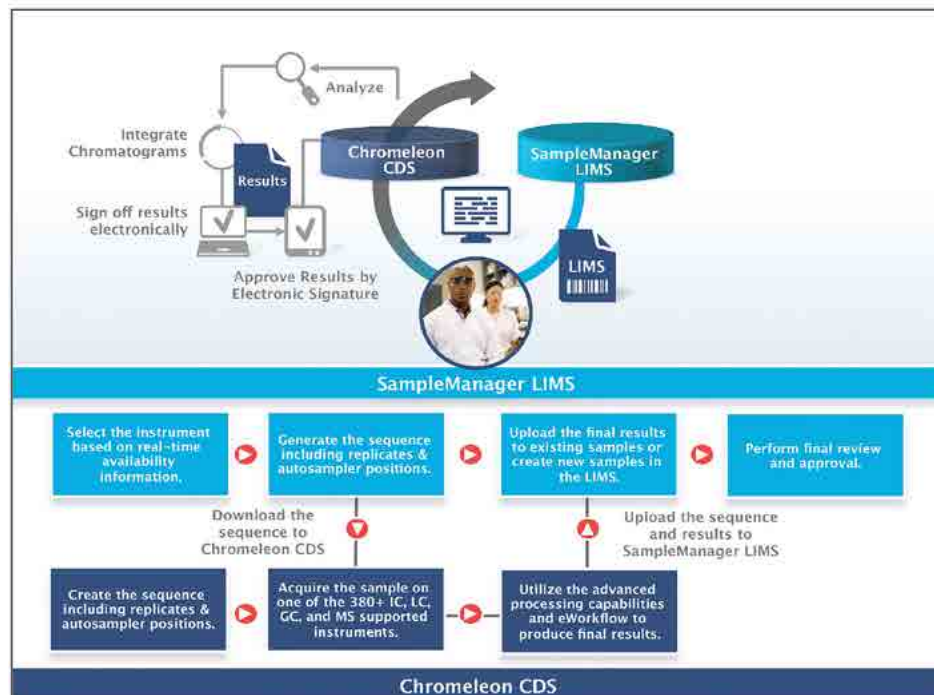 Analyze
Integrate
Chromatograms
Results
Chromeleon
CDS
SampleManager
LIMS
Sign off results
electronically
LIMS
Approve Results by
Electronic Signature
SampleManager LIMS
Select the instrument
based on real-time
availability
information.
Generate the sequence
including replicates &
autosampler positions.
Upload the final results
to existing samples or
create new samples in
the LIMS.
Perform final review
and approval.
Download the
sequence to
Chromeleon CDS
Upload the sequence
and results to
SampleManager LIMS
Create the sequence
including replicates &
autosampler positions.
Acquire the sample on
one of the 380+ IC, LC,
GC, and MS supported
instruments.
Utilize the advanced
processing capabilities
and eWorkflow to
produce final results.
Chromeleon CDS